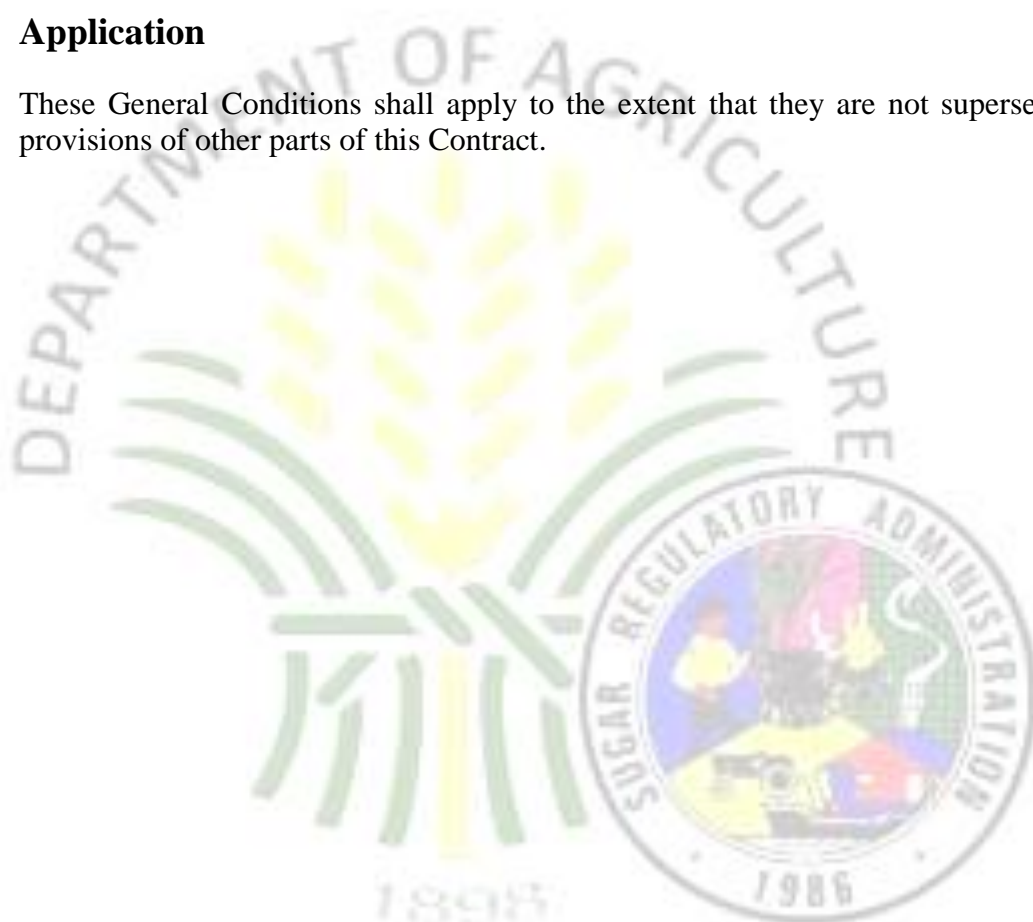 Application
These General Conditions shall apply to the extent that they are not superse
provisions of other parts of this Contract.
DEPARTMENT OF AGRICULTURE
SUGAR REGULATORY ADMINISTRATION
1986
1898